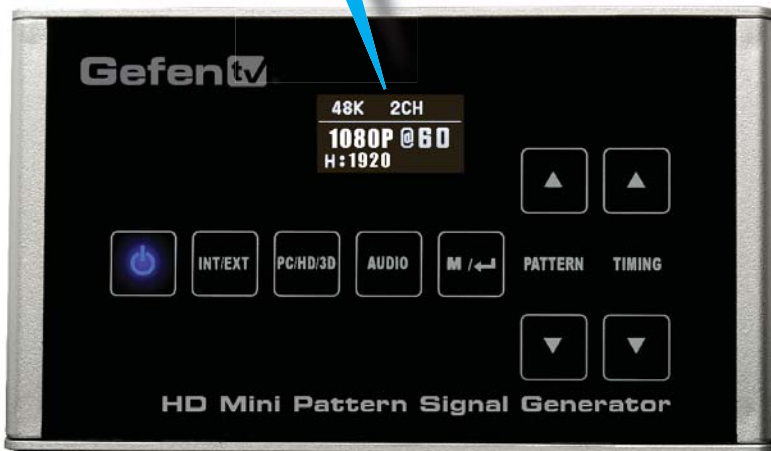 Gefen tv
48K 2CH
1080P @60
H:1920
INT/EXT PC/HD/3D AUDIO M / PATTERN TIMING
HD Mini Pattern Signal Generator